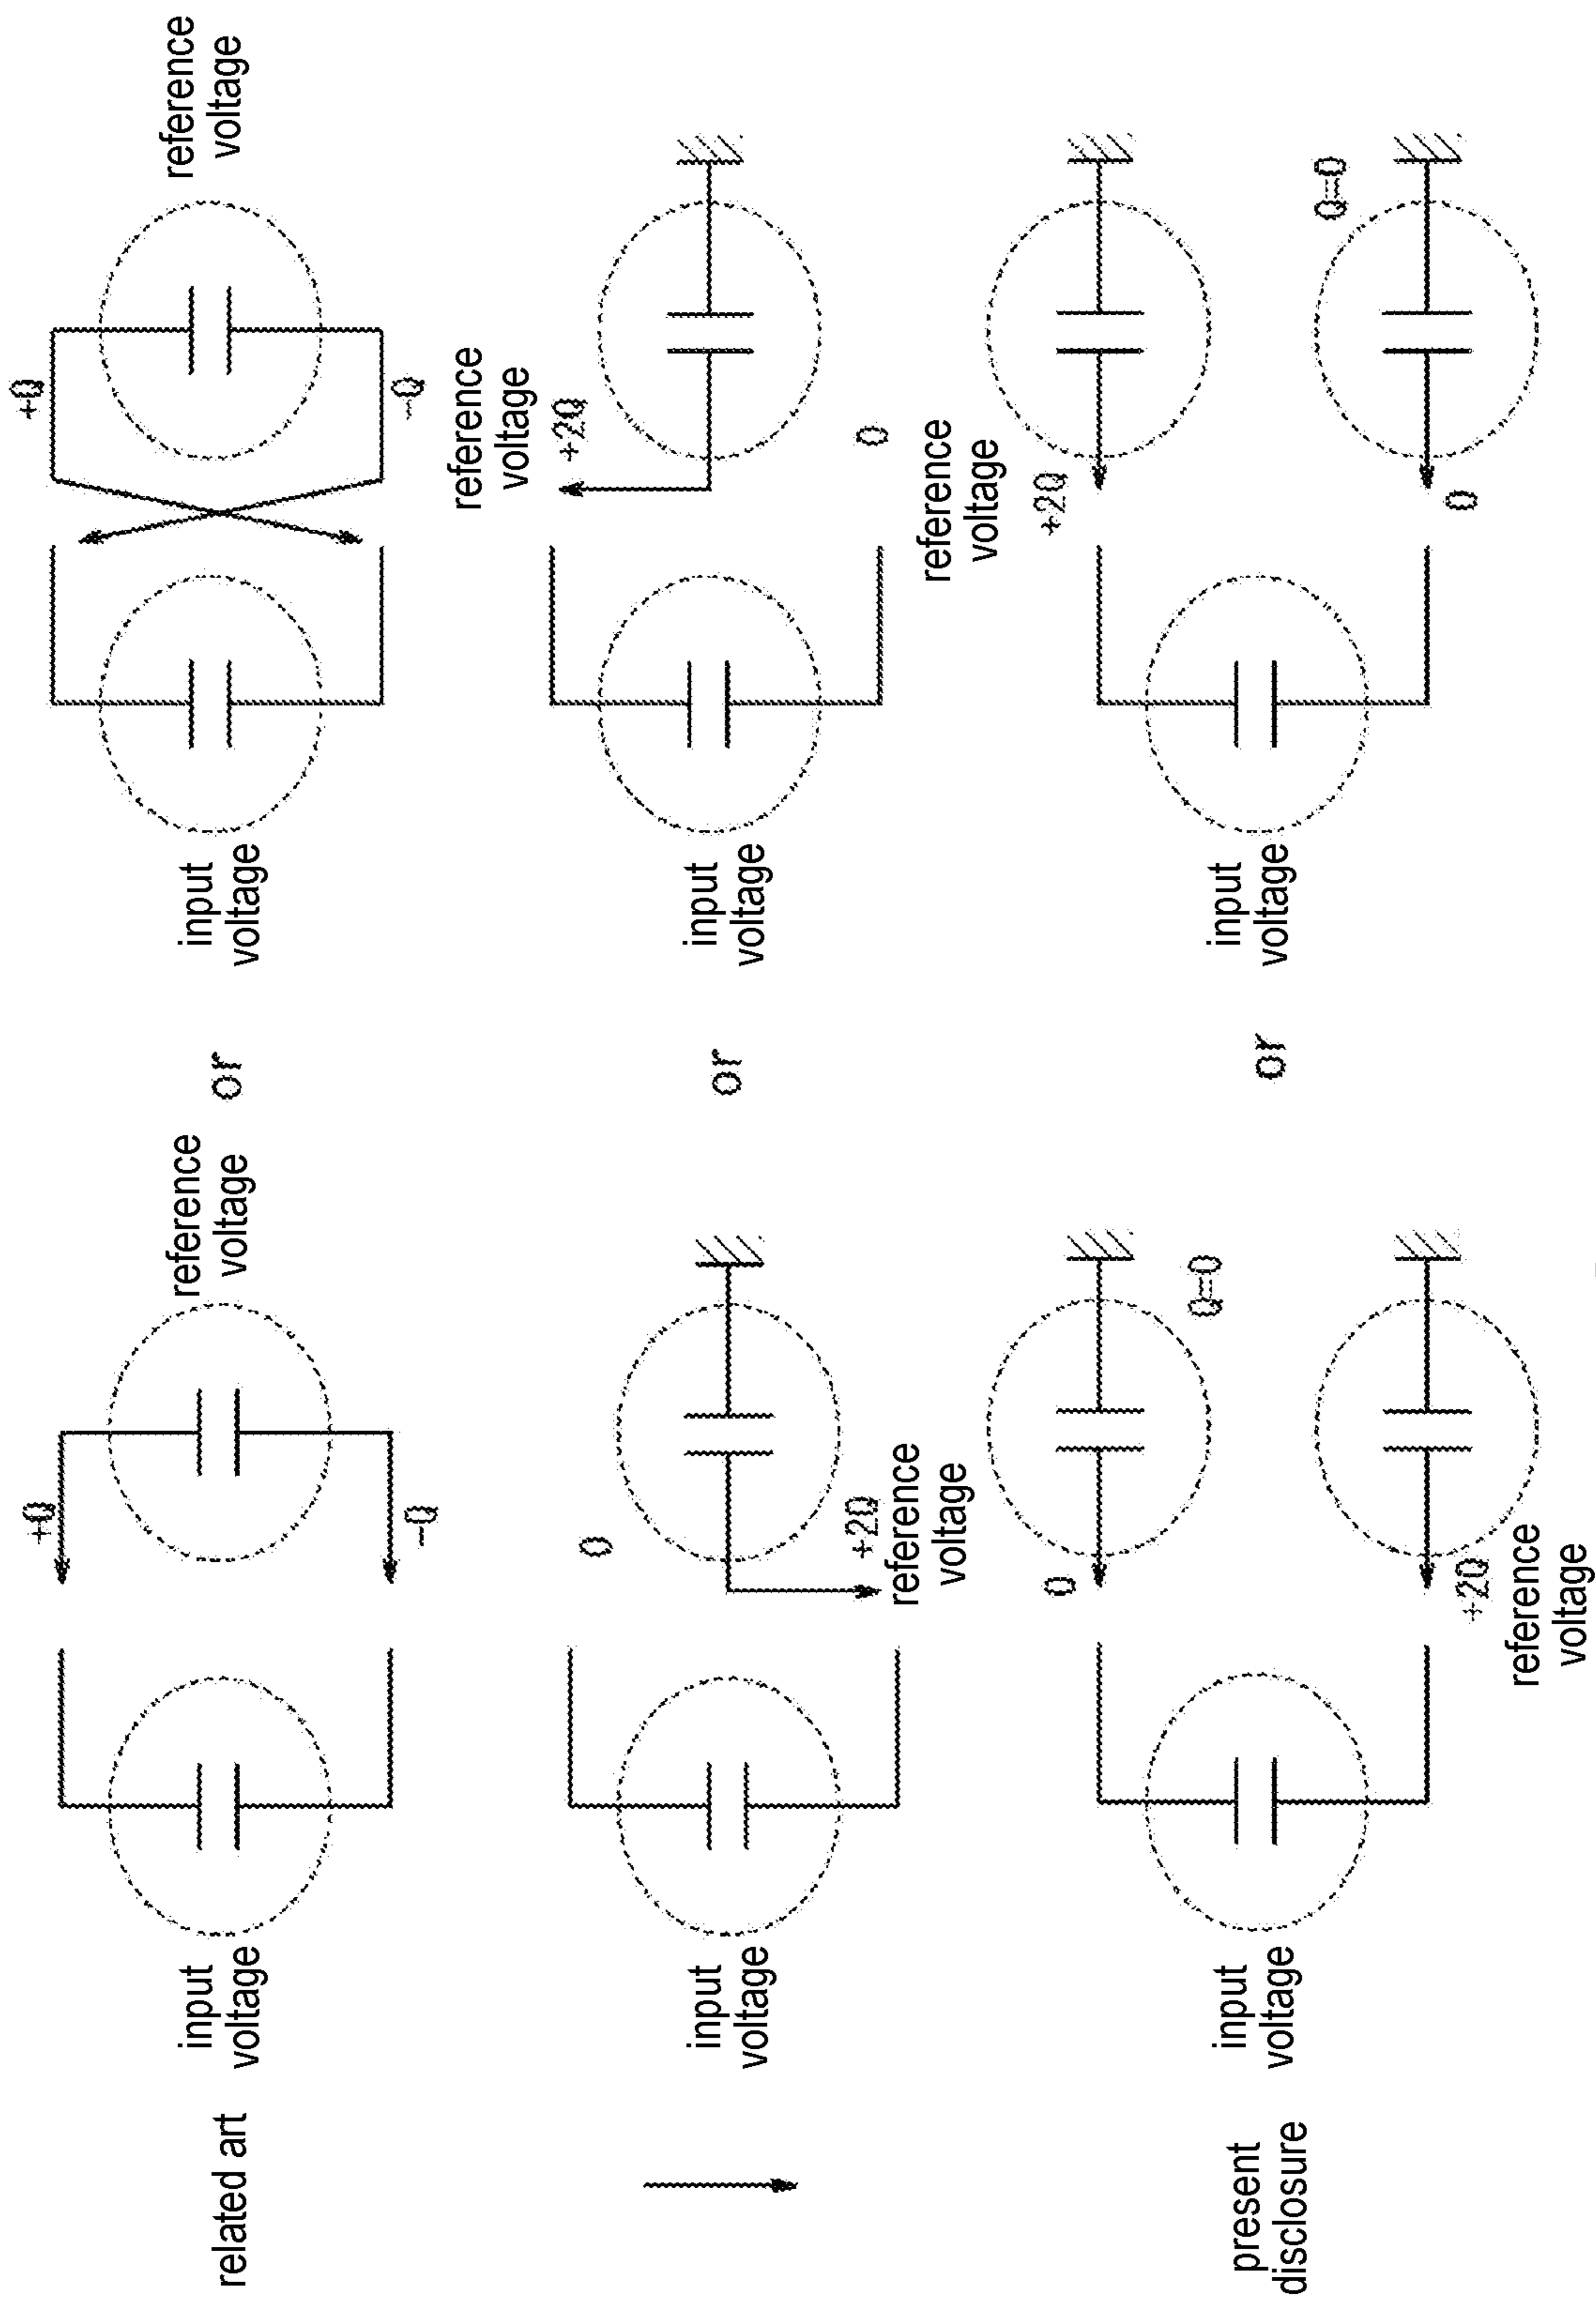 related art
input
voltage
+Q
-Q
reference
voltage
or
input
voltage
+Q
-Q
reference
voltage
input
voltage
0
+2Q
reference
voltage
or
input
voltage
reference
voltage
+2Q
0
present
disclosure
input
voltage
0
Q=0
+2Q
reference
voltage
or
input
voltage
reference
voltage
+2Q
0
Q=0